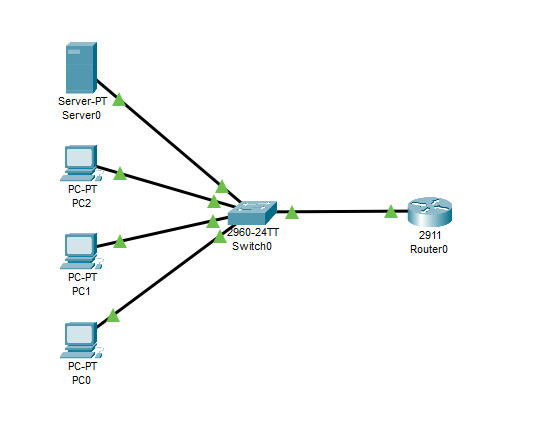 Server-PT
Server0
PC-PT
PC2
2960-24TT
Switch0
2911
Router0
PC-PT
PC1
PC-PT
PC0